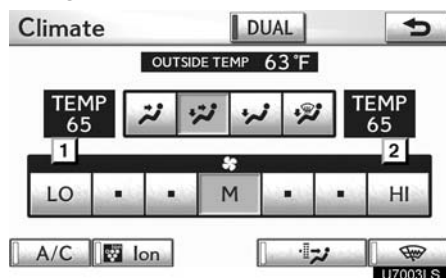 Climate DUAL
OUTSIDE TEMP 63°F
TEMP 65 TEMP 65
1 2
LO M HI
A/C Ion
U7003LS